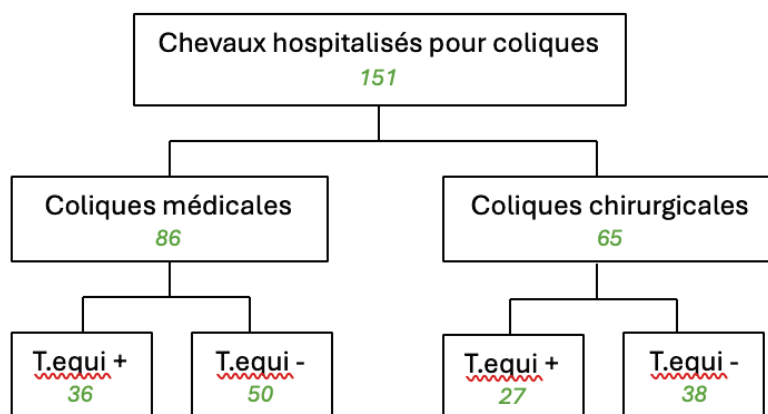 Chevaux hospitalisés pour coliques
151
Coliques médicales
86
Coliques chirurgicales
65
T.equi +
36
T.equi -
50
T.equi +
27
T.equi -
38